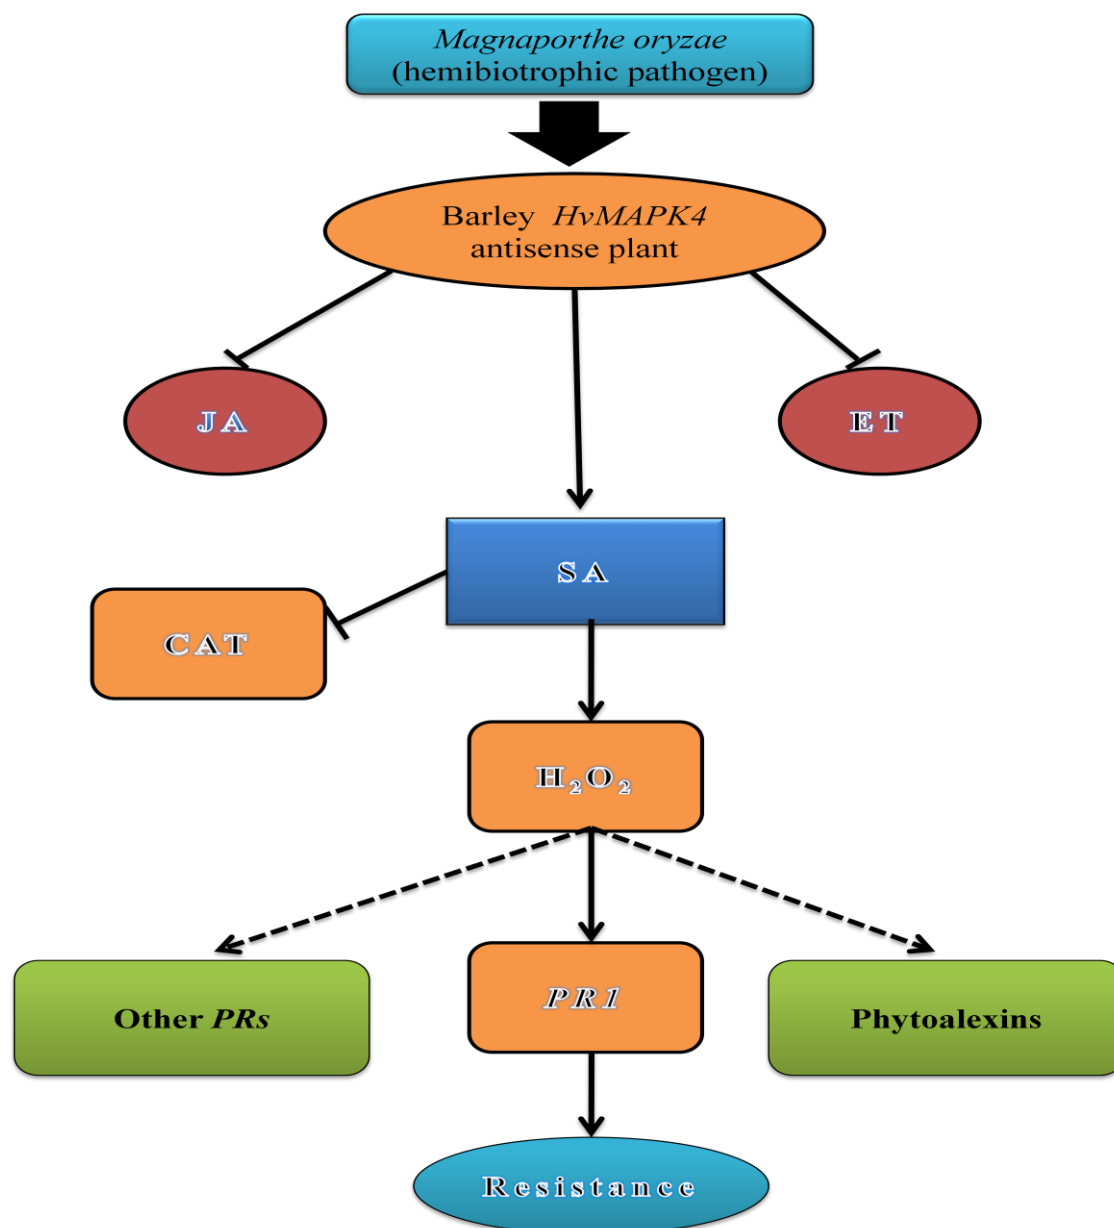 Magnaporthe oryzae
(hemibiotrophic pathogen)
Barley HvMAPK4
antisense plant
JA
ET
SA
CAT
H₂O₂
Other PRs
PR1
Phytoalexins
Resistance